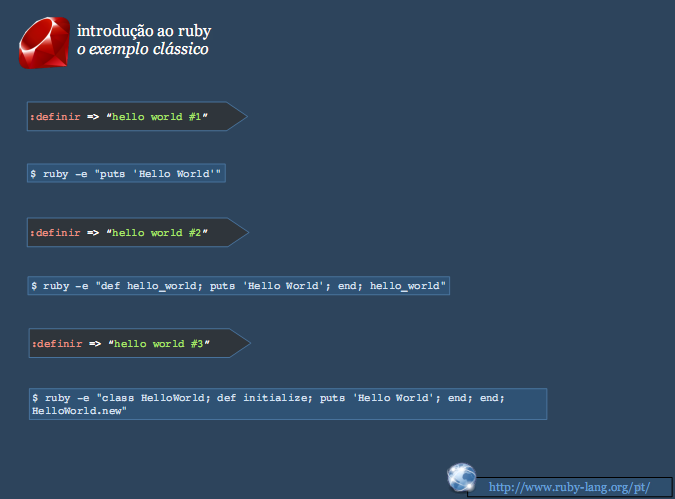 introdução ao ruby
o exemplo clássico
:definir => “hello world #1”
$ ruby -e "puts 'Hello World'"
:definir => “hello world #2”
$ ruby -e "def hello_world; puts 'Hello World'; end; hello_world"
:definir => “hello world #3”
$ ruby -e "class HelloWorld; def initialize; puts 'Hello World'; end; end;
HelloWorld.new"
http://www.ruby-lang.org/pt/